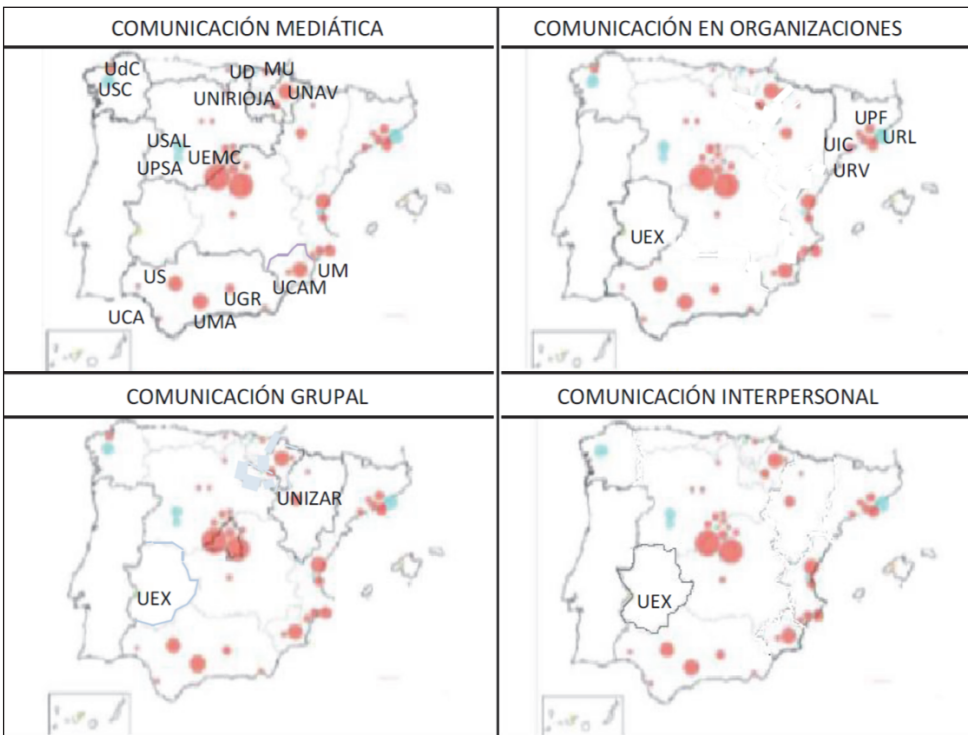 COMUNICACIÓN MEDIÁTICA
UdC
USC
UD
MU
UNIRIOJA
UNAV
USAL
UPSA
UEMC
US
UM
UCAM
UGR
UCA
UMA
COMUNICACIÓN EN ORGANIZACIONES
UPF
UIC
URL
URV
UEX
COMUNICACIÓN GRUPAL
UNIZAR
UEX
COMUNICACIÓN INTERPERSONAL
UEX